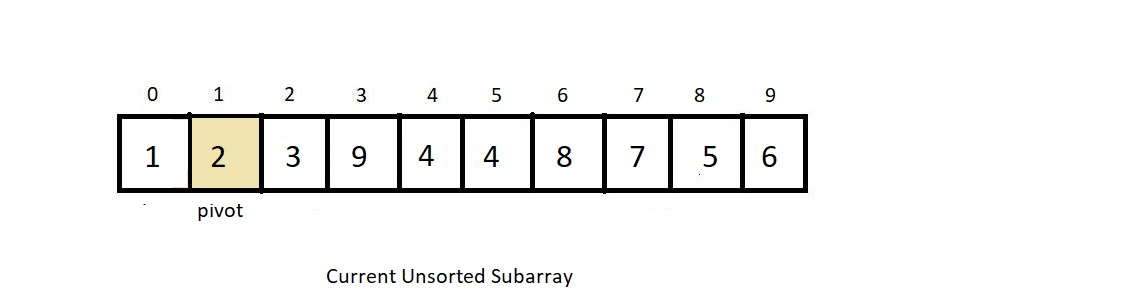 0 1 2 3 4 5 6 7 8 9
1 2 3 9 4 4 8 7 5 6
pivot
Current Unsorted Subarray